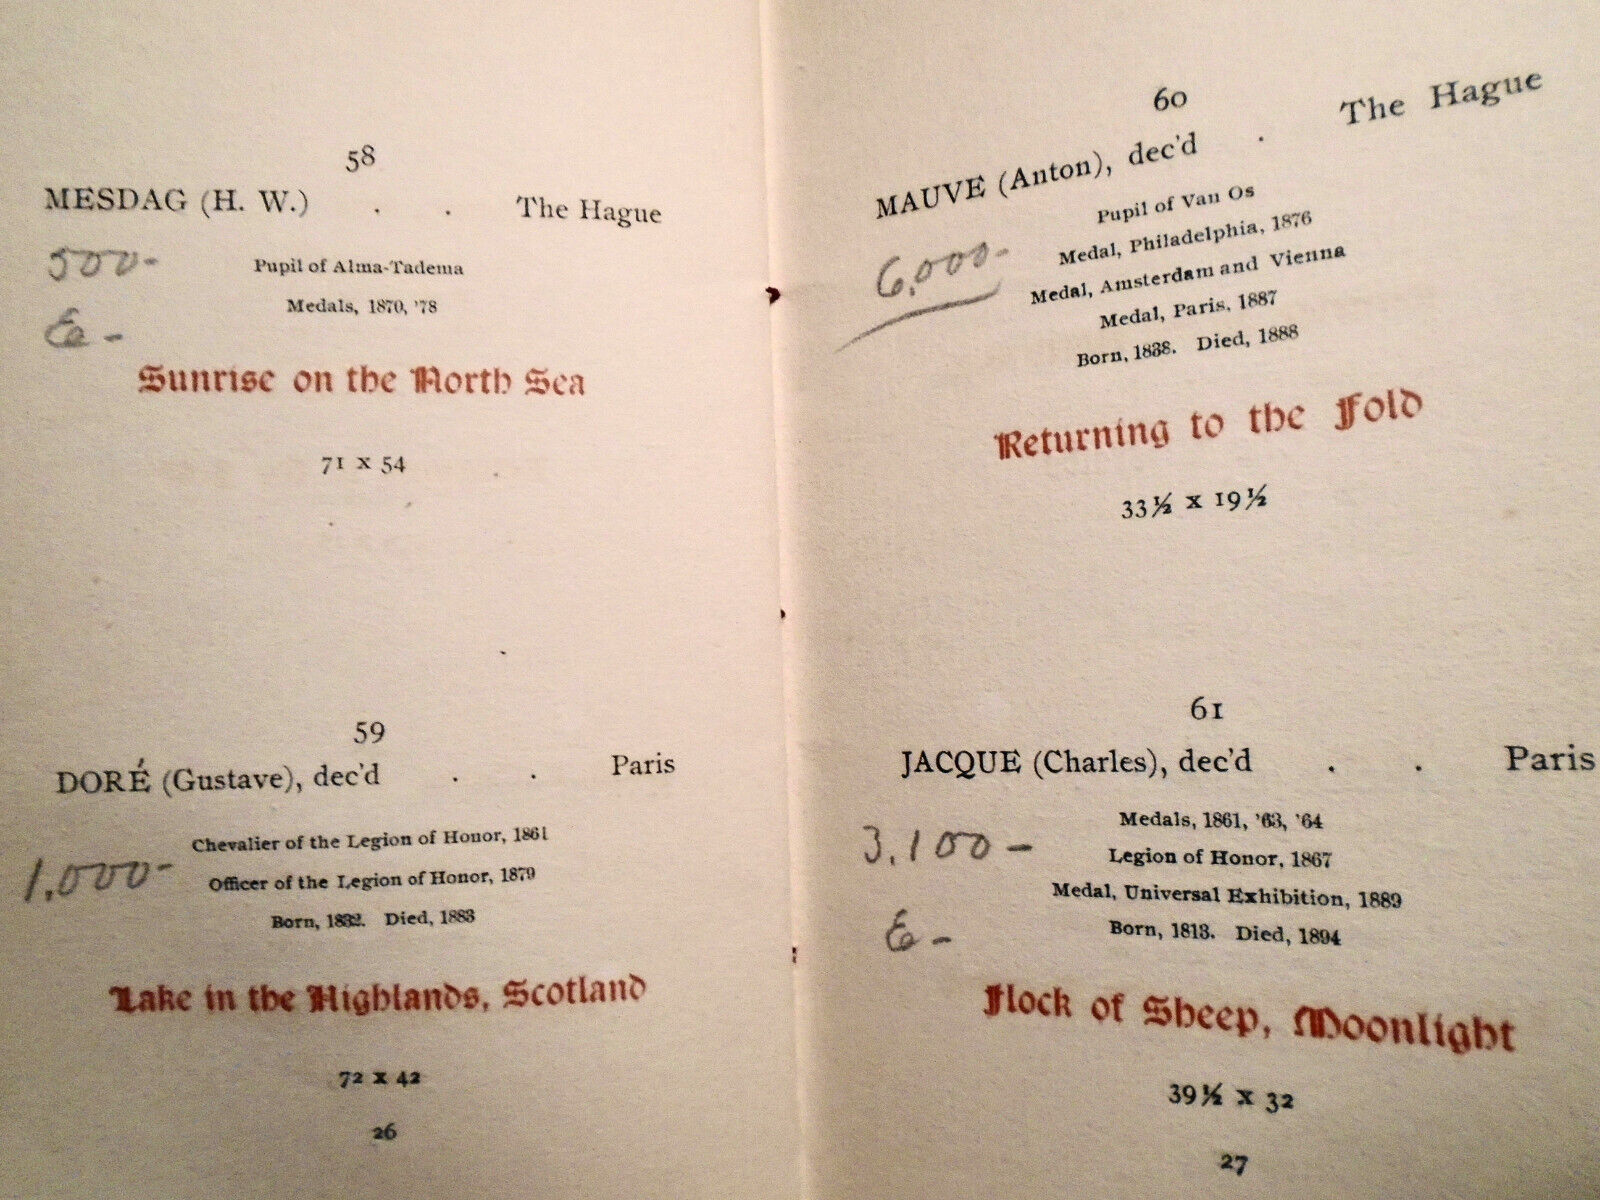 58
MESDAG (H. W.) . . The Hague
500-
Pupil of Alma-Tadema
Medals, 1870, '78
E-
Sunrise on the North Sea
71 x 54
59
DORÉ (Gustave), dec'd . . Paris
Chevalier of the Legion of Honor, 1861
1,000-
Officer of the Legion of Honor, 1879
Born, 1832. Died, 1883
Lake in the Highlands, Scotland
72 x 42
26
60
MAUVE (Anton), dec'd . The Hague
Pupil of Van Os
Medal, Philadelphia, 1876
6,000-
Medal, Amsterdam and Vienna
Medal, Paris, 1887
Born, 1838. Died, 1888
Returning to the Fold
33½ x 19½
61
JACQUE (Charles), dec'd . . Paris
Medals, 1861, '63, '64
3,100-
Legion of Honor, 1867
Medal, Universal Exhibition, 1889
Born, 1813. Died, 1894
E-
Flock of Sheep, Moonlight
39½ x 32
27